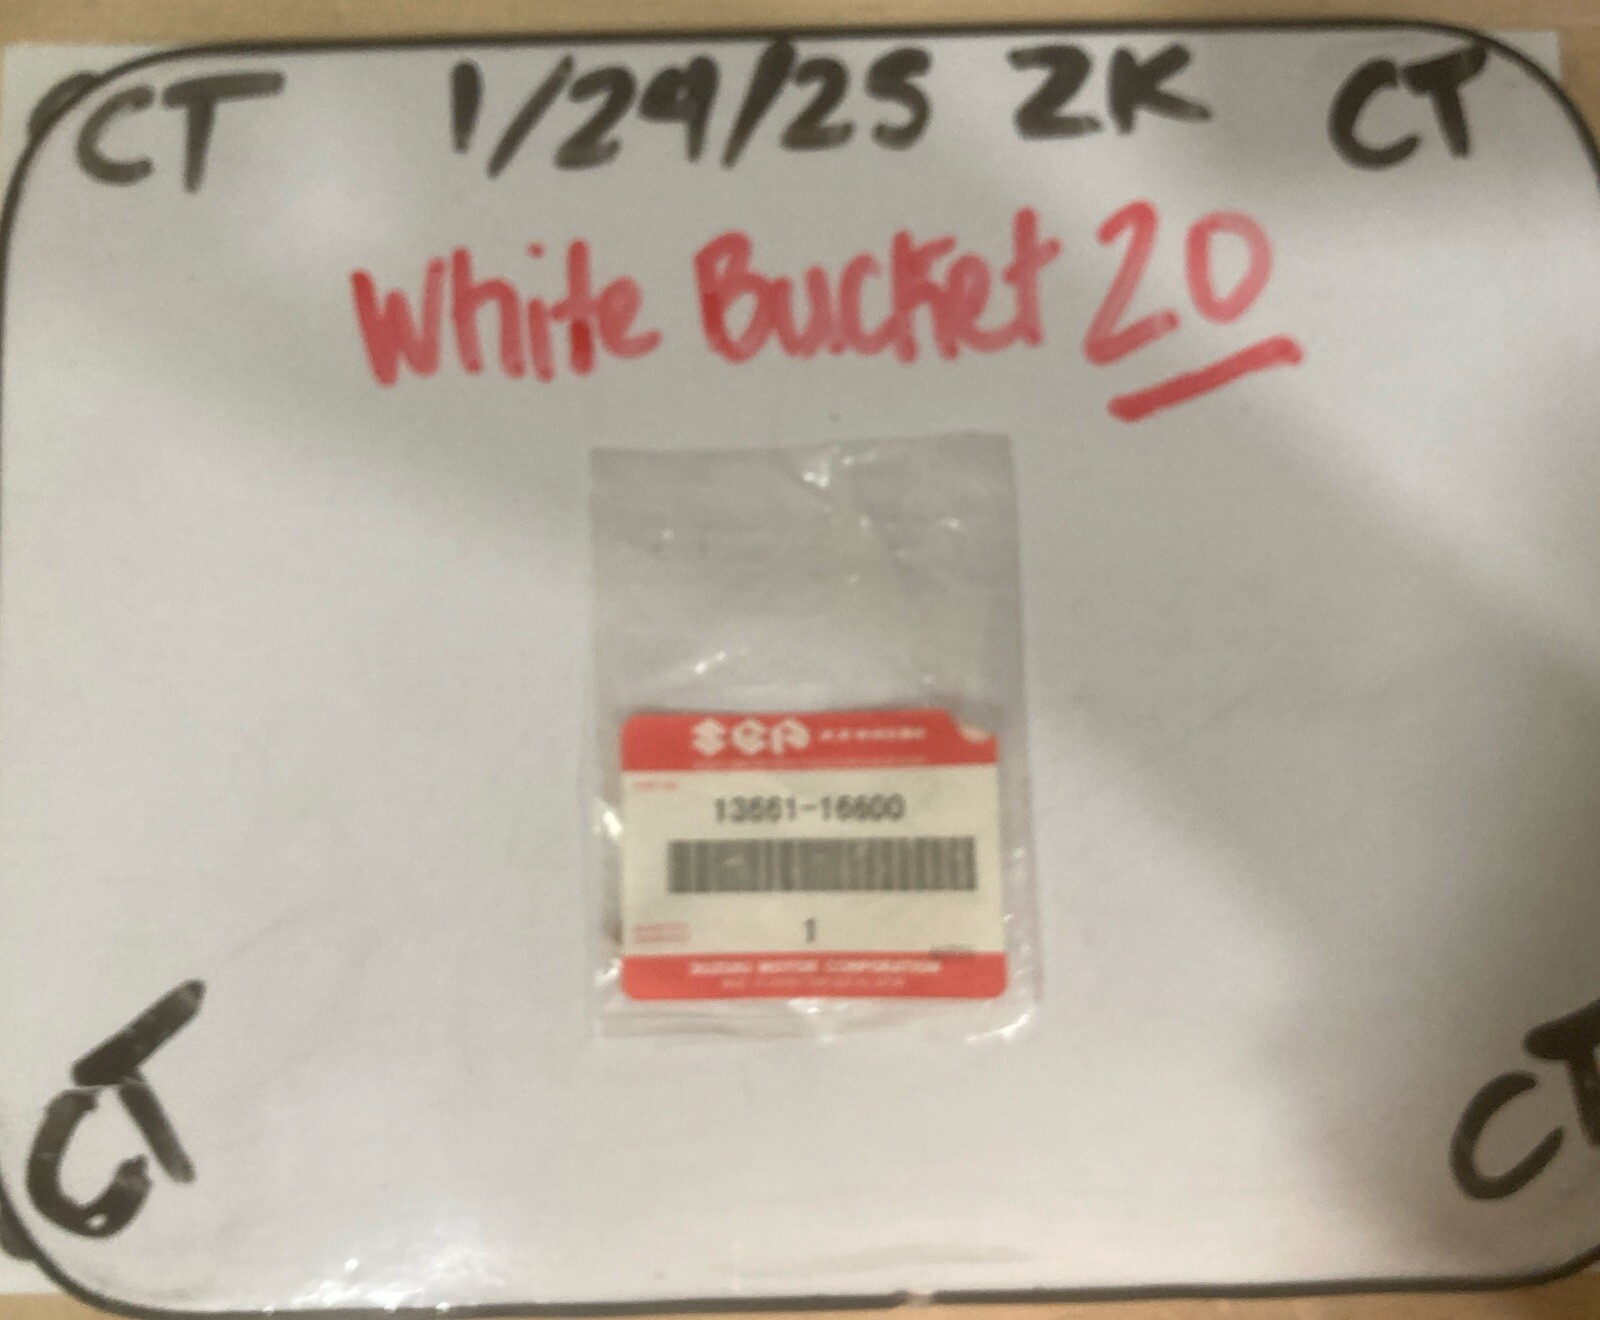 CT 1/29/25 ZK CT
White Bucket 20
SGP
13661-16600
1
SUZUKI MOTOR CORPORATION
CT CT